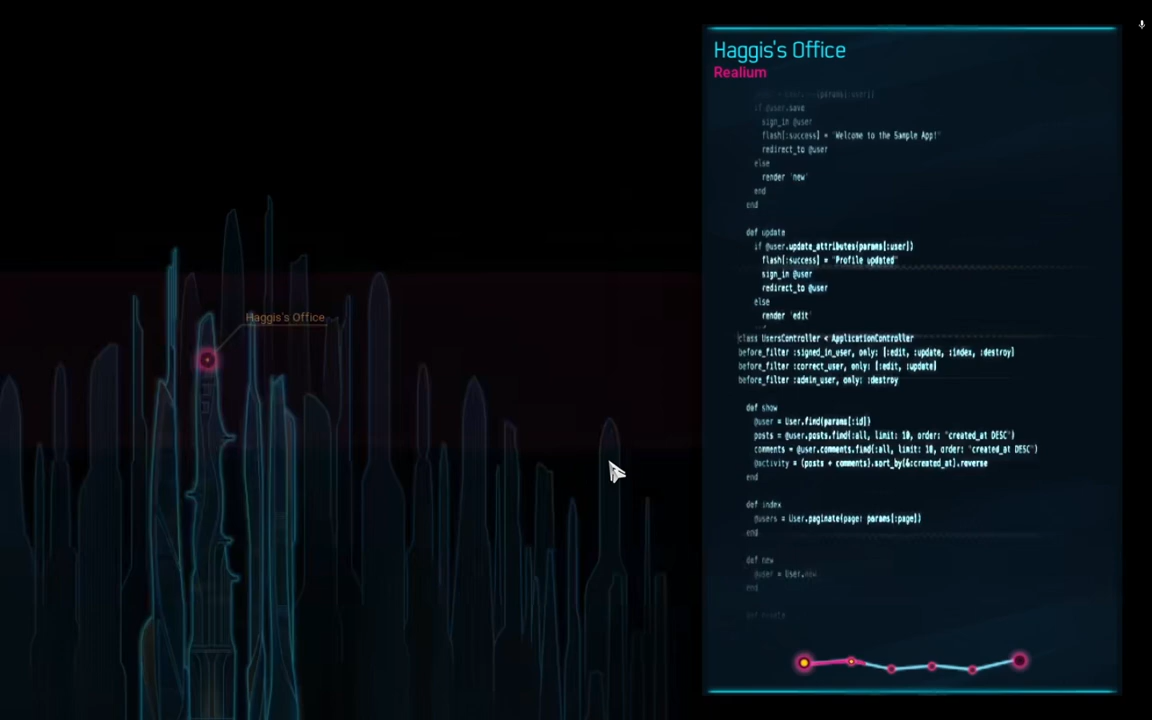 Haggis's Office
Realium
if @user.save
sign_in @user
flash[:success] = "Welcome to the Sample App!"
redirect_to @user
else
render 'new'
end
end
def update
if @user.update_attributes(params[:user])
flash[:success] = "Profile updated"
sign_in @user
redirect_to @user
else
render 'edit'
class UsersController < ApplicationController
before_filter :signed_in_user, only: [:edit, :update, :index, :destroy]
before_filter :correct_user, only: [:edit, :update]
before_filter :admin_user, only: :destroy
def show
@user = User.find(params[:id])
posts = @user.posts.find(:all, limit: 10, order: "created_at DESC")
comments = @user.comments.find(:all, limit: 10, order: "created_at DESC")
@activity = (posts + comments).sort_by(&:created_at).reverse
end
def index
@users = User.paginate(page: params[:page])
end
def new
@user = User.new
end
def create
Haggis's Office